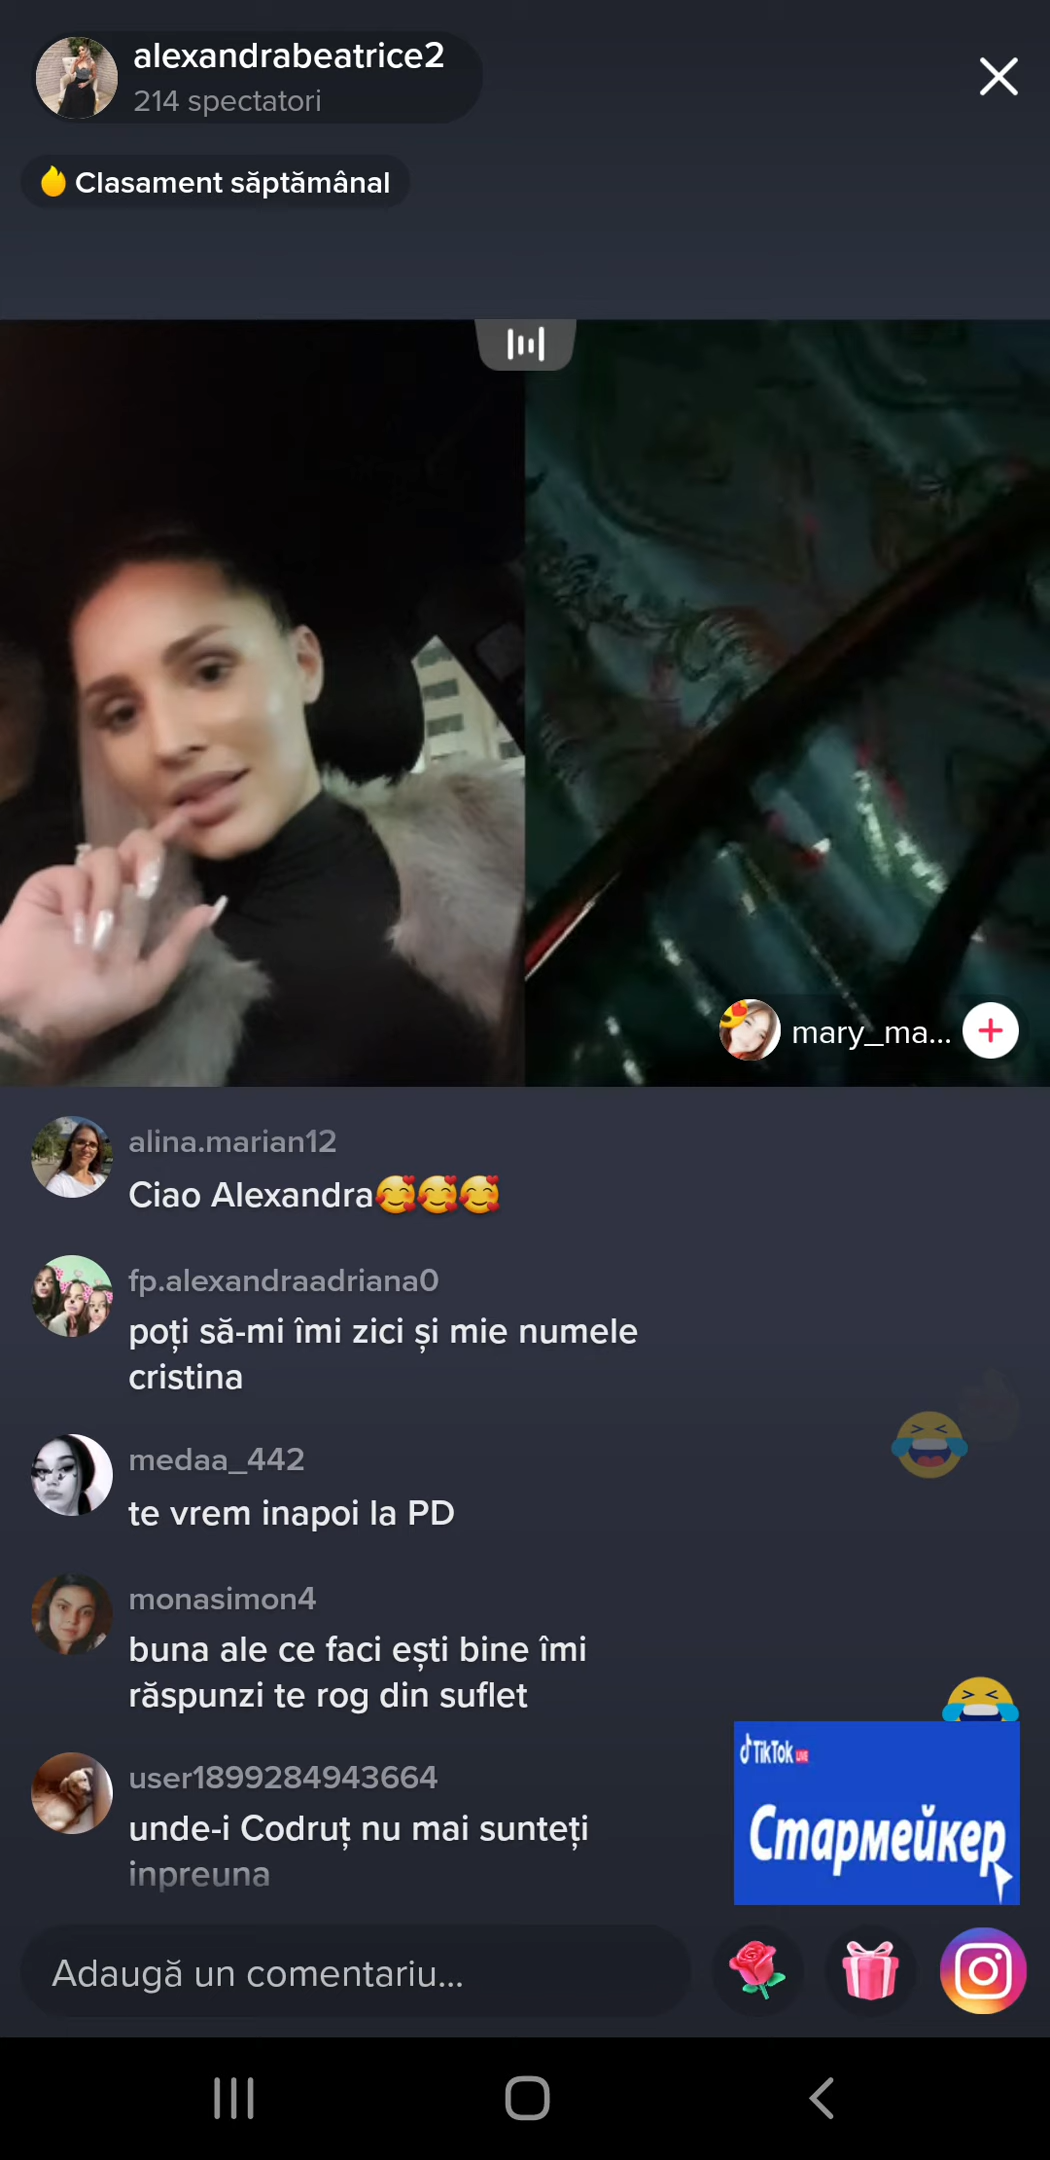 alexandrabeatrice2
214 spectatori
Clasament săptămânal
mary_ma...
alina.marian12
Ciao Alexandra🥰🥰🥰
fp.alexandraadriana0
poți să-mi îmi zici și mie numele
cristina
medaa_442
te vrem inapoi la PD
monasimon4
buna ale ce faci ești bine îmi
răspunzi te rog din suflet
TikTok LIVE
Стармейкер
user1899284943664
unde-i Codruț nu mai sunteți
inpreuna
Adaugă un comentariu...